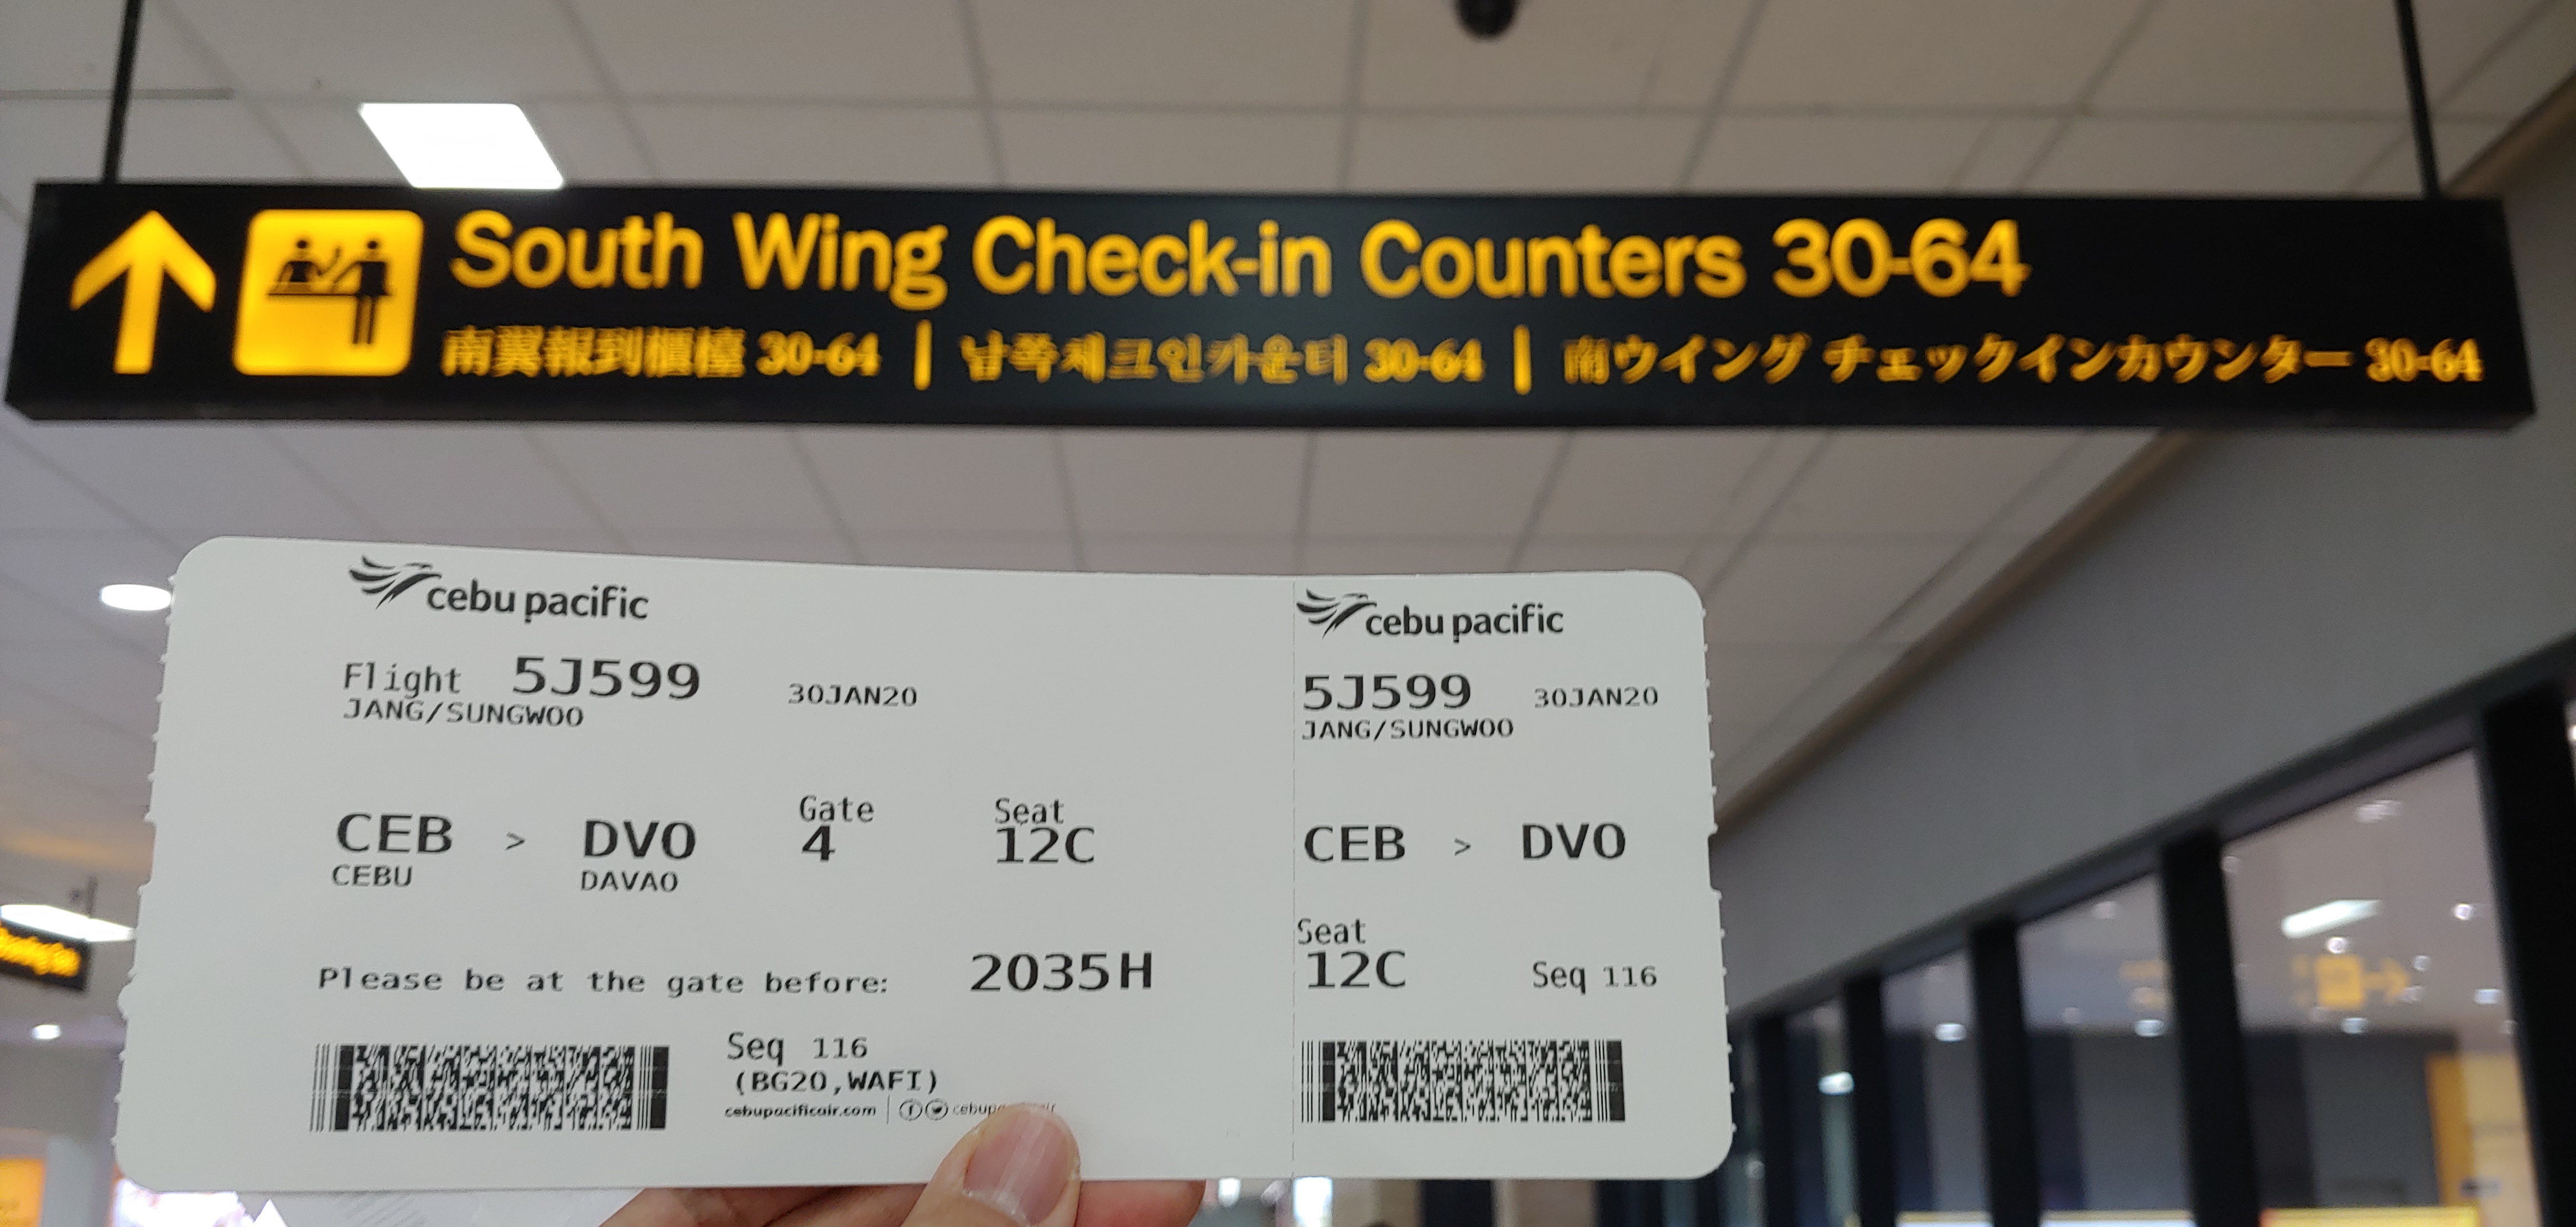 South Wing Check-in Counters 30-64
南翼報到櫃檯 30-64 | 남쪽체크인카운터 30-64 | 南ウイング チェックインカウンター 30-64
cebu pacific
Flight 5J599 30JAN20
JANG/SUNGWOO
CEB > DVO
CEBU DAVAO
Gate
4
Seat
12C
Please be at the gate before: 2035H
Seq 116
(BG20,WAFI)
cebupacificair.com
cebu pacific
5J599 30JAN20
JANG/SUNGWOO
CEB > DVO
Seat
12C Seq 116